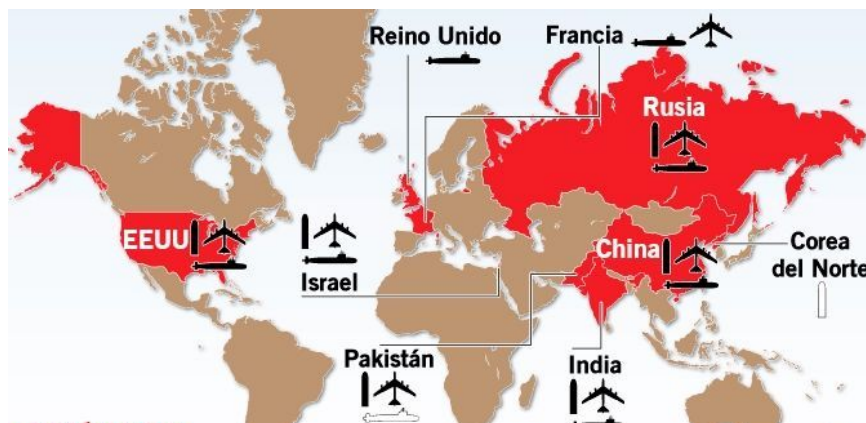 Reino Unido
Francia
Rusia
EEUU
China
Israel
Corea
del Norte
Pakistán
India